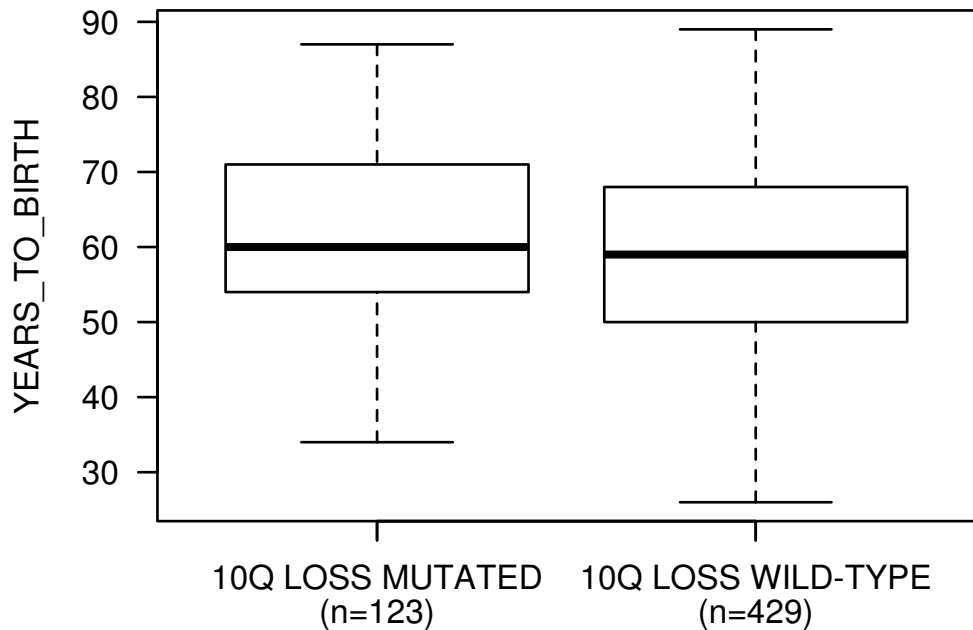 YEARS_TO_BIRTH
90
80
70
60
50
40
30
10Q LOSS MUTATED
(n=123)
10Q LOSS WILD-TYPE
(n=429)